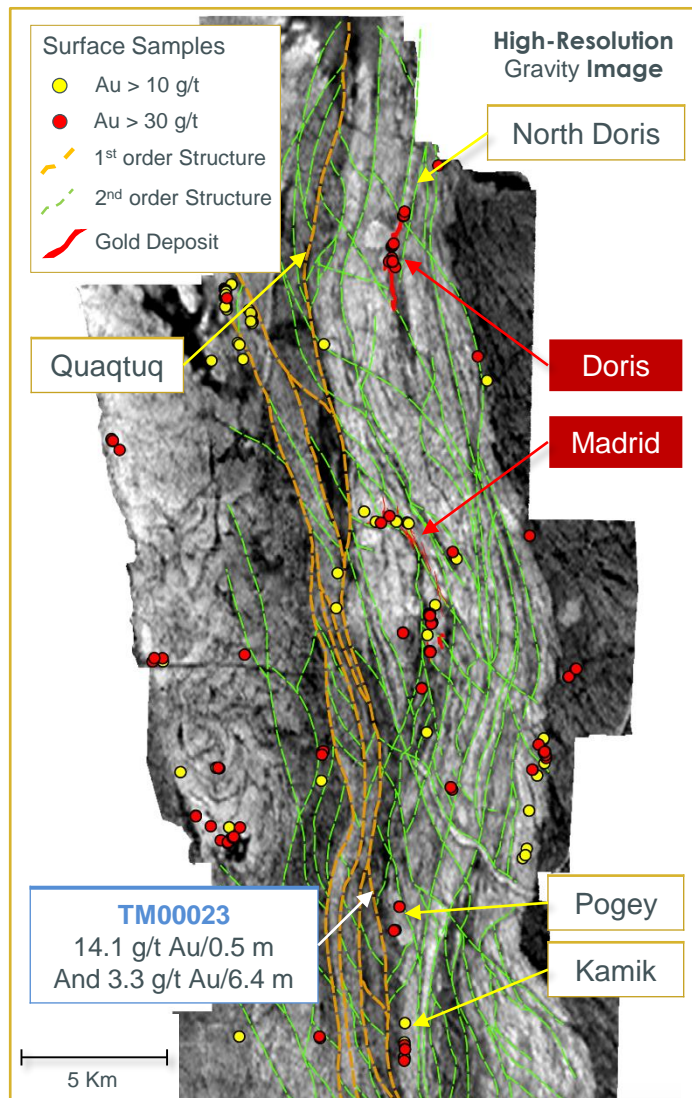 Surface Samples
Au > 10 g/t
Au > 30 g/t
1st order Structure
2nd order Structure
Gold Deposit
High-Resolution
Gravity Image
North Doris
Quaqtuq
Doris
Madrid
TM00023
14.1 g/t Au/0.5 m
And 3.3 g/t Au/6.4 m
Pogey
Kamik
5 Km